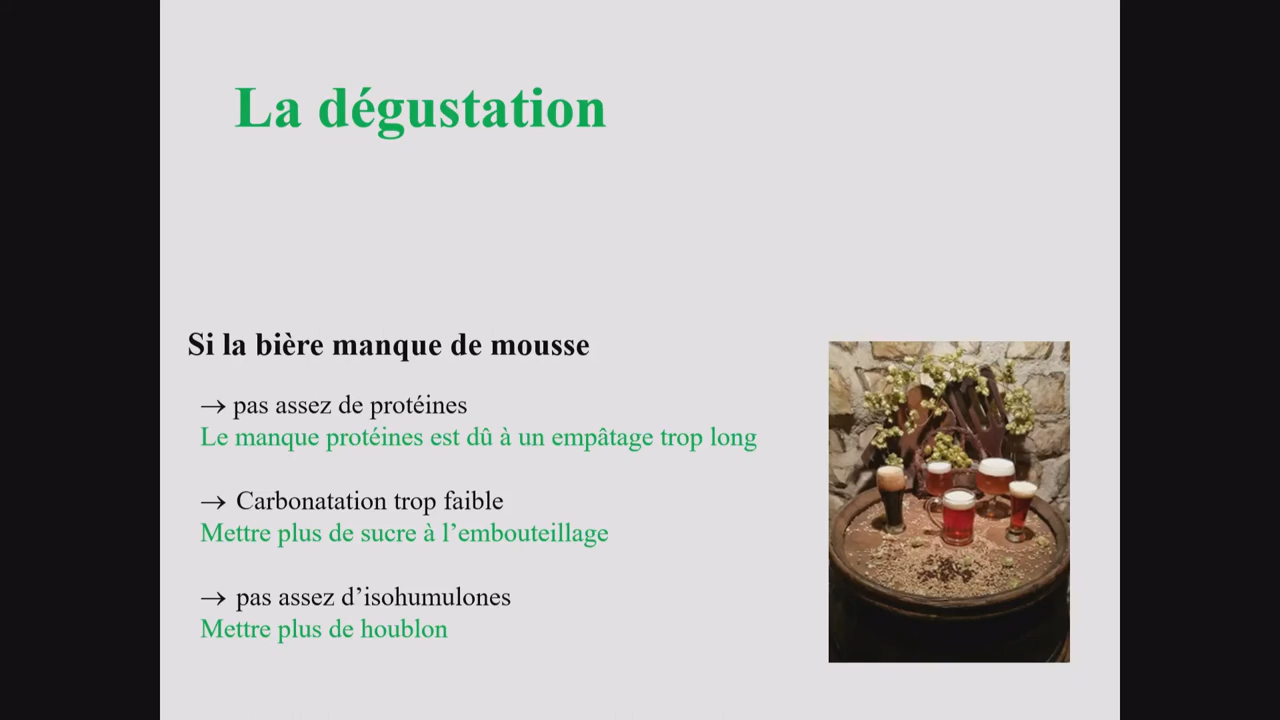 La dégustation
Si la bière manque de mousse
→ pas assez de protéines
Le manque protéines est dû à un empâtage trop long
→ Carbonatation trop faible
Mettre plus de sucre à l’embouteillage
→ pas assez d’isohumulones
Mettre plus de houblon